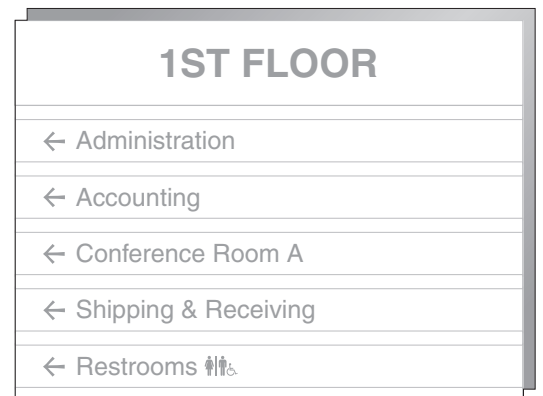 1ST FLOOR
← Administration
← Accounting
← Conference Room A
← Shipping & Receiving
← Restrooms